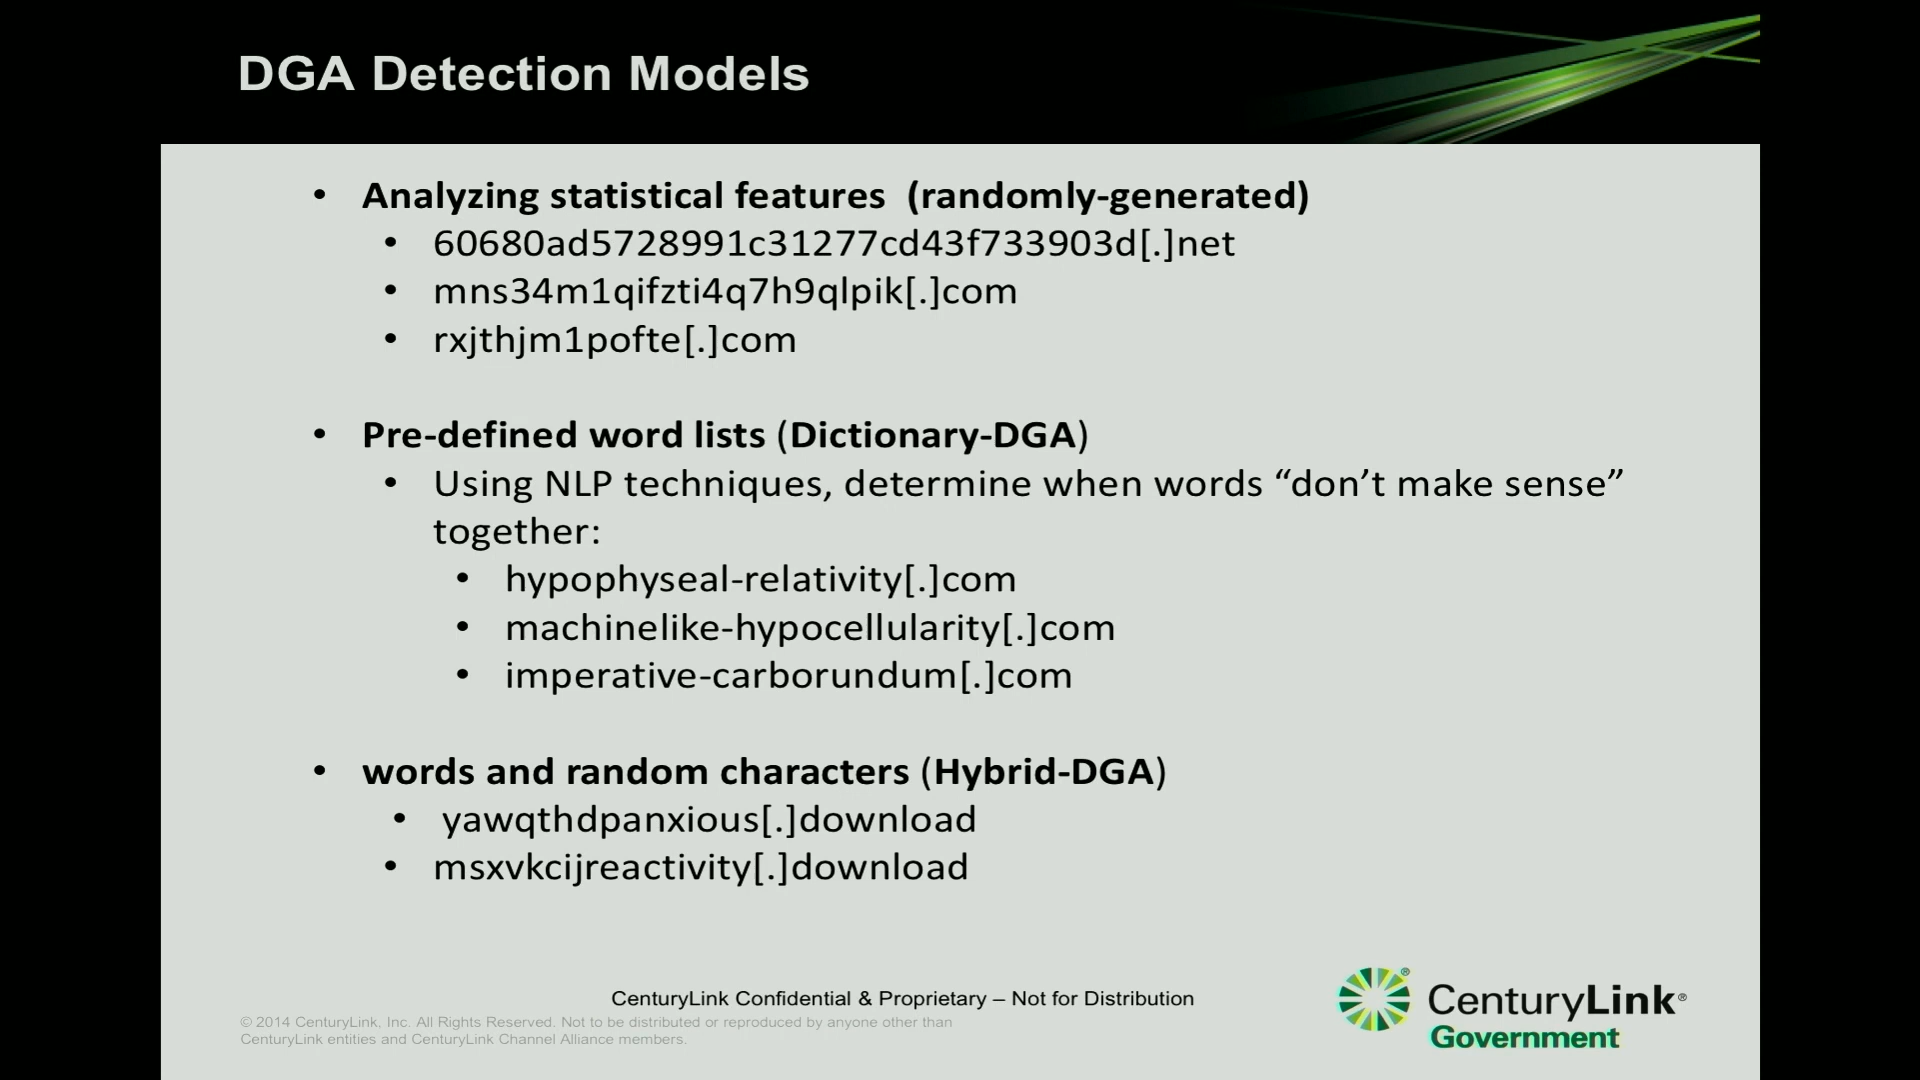 DGA Detection Models
• Analyzing statistical features  (randomly-generated)
• 60680ad5728991c31277cd43f733903d[.]net
• mns34m1qifzti4q7h9qlpik[.]com
• rxjthjm1pofte[.]com
• Pre-defined word lists (Dictionary-DGA)
• Using NLP techniques, determine when words “don’t make sense”
together:
• hypophyseal-relativity[.]com
• machinelike-hypocellularity[.]com
• imperative-carborundum[.]com
• words and random characters (Hybrid-DGA)
• yawqthdpanxious[.]download
• msxvkcijreactivity[.]download
CenturyLink Confidential & Proprietary – Not for Distribution
© 2014 CenturyLink, Inc. All Rights Reserved. Not to be distributed or reproduced by anyone other than
CenturyLink entities and CenturyLink Channel Alliance members.
CenturyLink®
Government